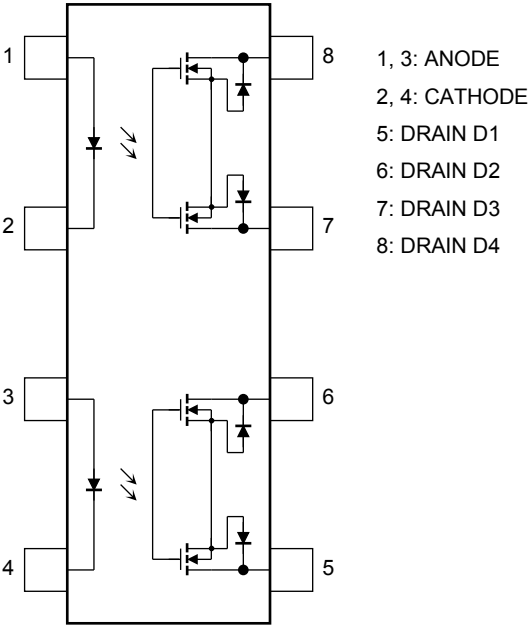 1
2
3
4
8
7
6
5
1, 3: ANODE
2, 4: CATHODE
5: DRAIN D1
6: DRAIN D2
7: DRAIN D3
8: DRAIN D4